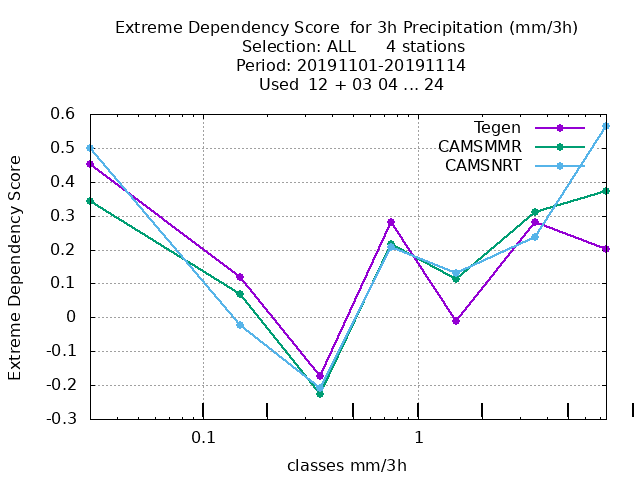 Extreme Dependency Score  for 3h Precipitation (mm/3h)
Selection: ALL      4 stations
Period: 20191101-20191114
Used  12 + 03 04 ... 24
Tegen
CAMSMMR
CAMSNRT
0.6
0.5
0.4
0.3
0.2
0.1
0
-0.1
-0.2
-0.3
Extreme Dependency Score
0.1 1
classes mm/3h